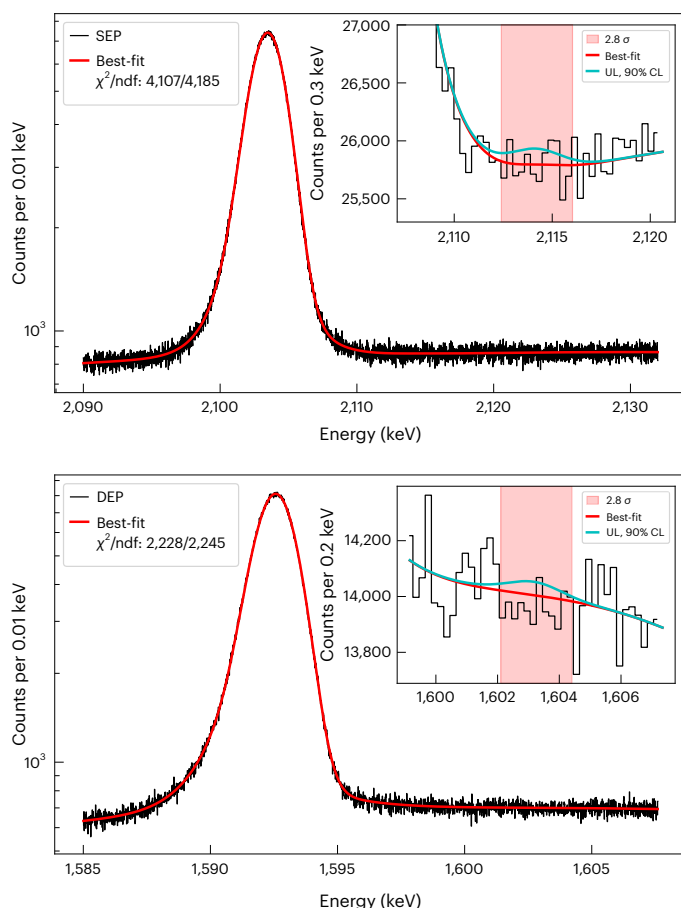 SEP
Best-fit
χ²/ndf: 4,107/4,185
Counts per 0.01 keV
10³
2,090
2,100
2,110
2,120
2,130
Energy (keV)
27,000
26,500
26,000
25,500
Counts per 0.3 keV
2.8 σ
Best-fit
UL, 90% CL
2,110
2,115
2,120
DEP
Best-fit
χ²/ndf: 2,228/2,245
Counts per 0.01 keV
10³
1,585
1,590
1,595
1,600
1,605
Energy (keV)
14,200
14,000
13,800
Counts per 0.2 keV
2.8 σ
Best-fit
UL, 90% CL
1,600
1,602
1,604
1,606